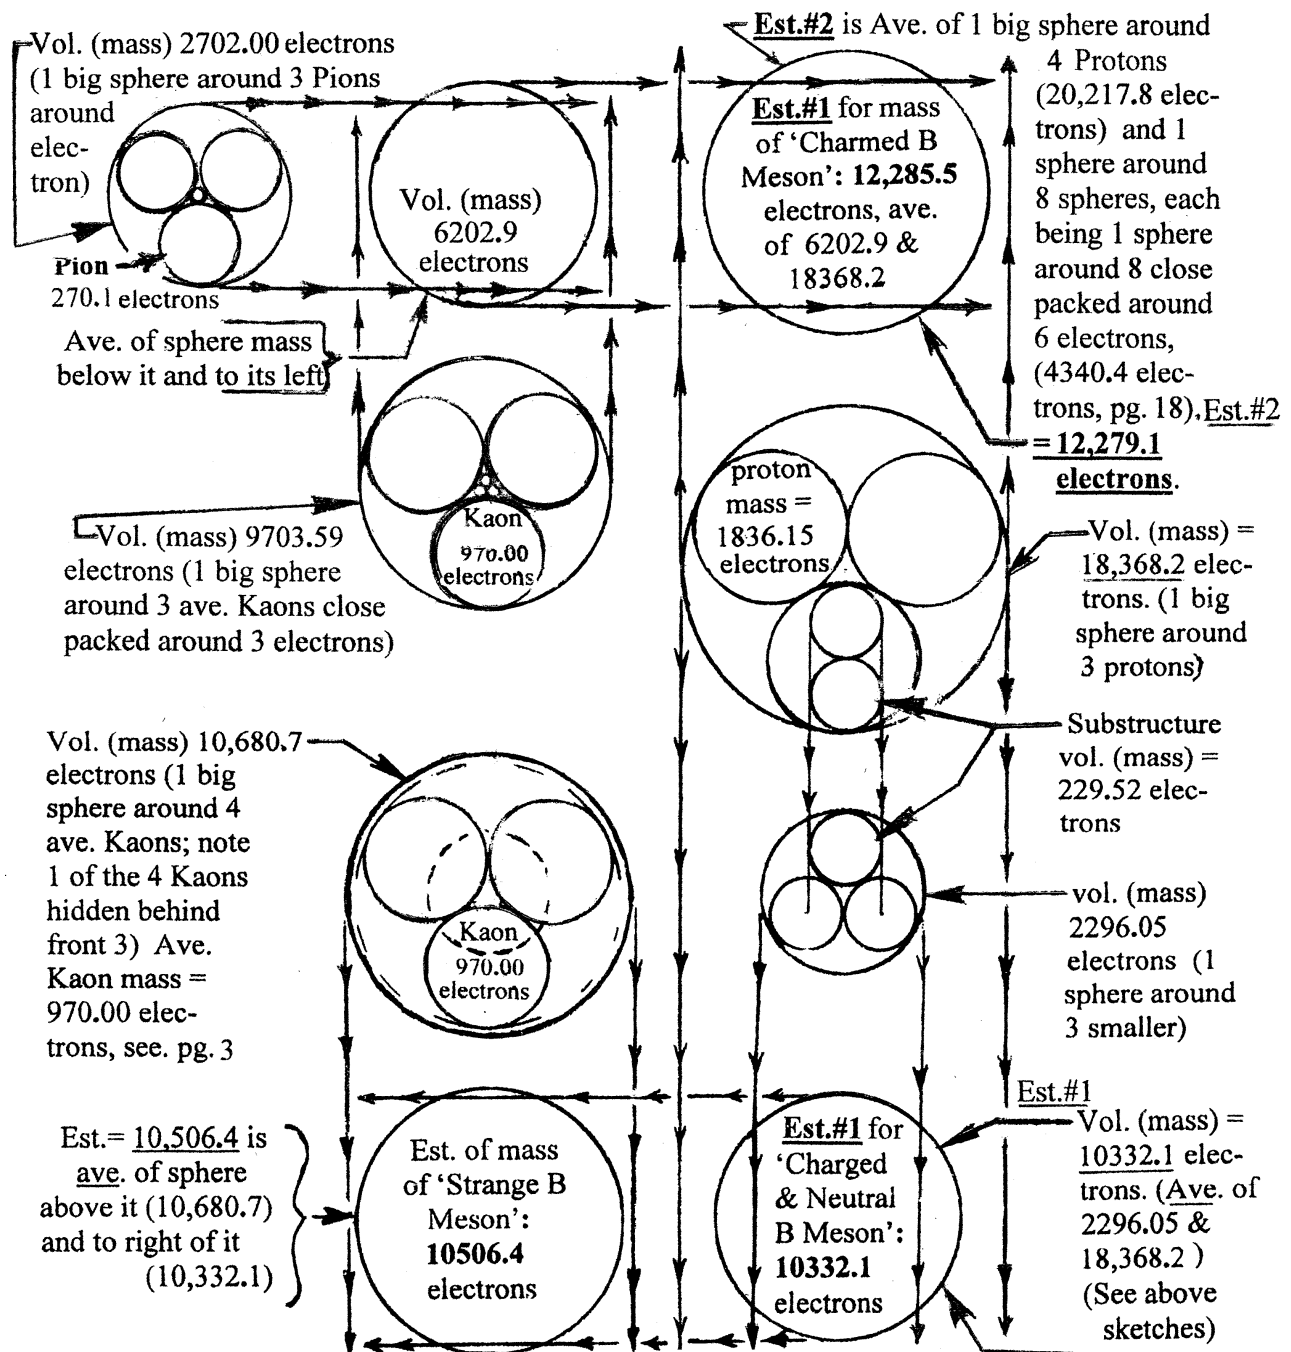 Vol. (mass) 2702.00 electrons
(1 big sphere around 3 Pions
around
elec-
tron)
Pion
270.1 electrons
Ave. of sphere mass
below it and to its left
Vol. (mass)
6202.9
electrons
Est.#2 is Ave. of 1 big sphere around
4 Protons
(20,217.8 elec-
trons) and 1
sphere around
8 spheres, each
being 1 sphere
around 8 close
packed around
6 electrons,
(4340.4 elec-
trons, pg. 18). Est.#2
= 12,279.1
electrons.
Est.#1 for mass
of ‘Charmed B
Meson’: 12,285.5
electrons, ave.
of 6202.9 &
18368.2
Kaon
970.00
electrons
Vol. (mass) 9703.59
electrons (1 big sphere
around 3 ave. Kaons close
packed around 3 electrons)
proton
mass =
1836.15
electrons
Vol. (mass) =
18,368.2 elec-
trons. (1 big
sphere around
3 protons)
Substructure
vol. (mass) =
229.52 elec-
trons
vol. (mass)
2296.05
electrons (1
sphere around
3 smaller)
Vol. (mass) 10,680.7
electrons (1 big
sphere around 4
ave. Kaons; note
1 of the 4 Kaons
hidden behind
front 3) Ave.
Kaon mass =
970.00 elec-
trons, see. pg. 3
Kaon
970.00
electrons
Est.= 10,506.4 is
ave. of sphere
above it (10,680.7)
and to right of it
(10,332.1)
Est. of mass
of ‘Strange B
Meson’:
10506.4
electrons
Est.#1 for
‘Charged
& Neutral
B Meson’:
10332.1
electrons
Est.#1
Vol. (mass) =
10332.1 elec-
trons. (Ave. of
2296.05 &
18,368.2 )
(See above
sketches)